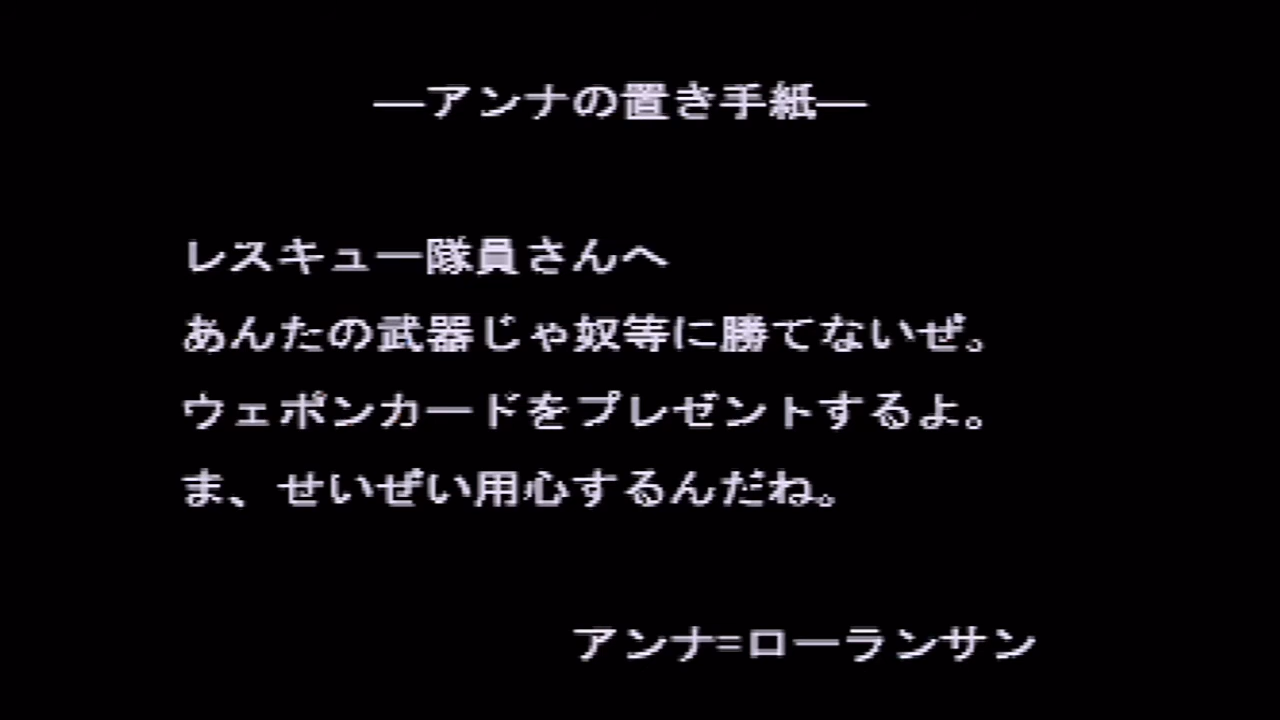 ―アンナの置き手紙―
レスキュー隊員さんへ
あんたの武器じゃ奴等に勝てないぜ。
ウェポンカードをプレゼントするよ。
ま、せいぜい用心するんだね。
アンナ=ローランサン